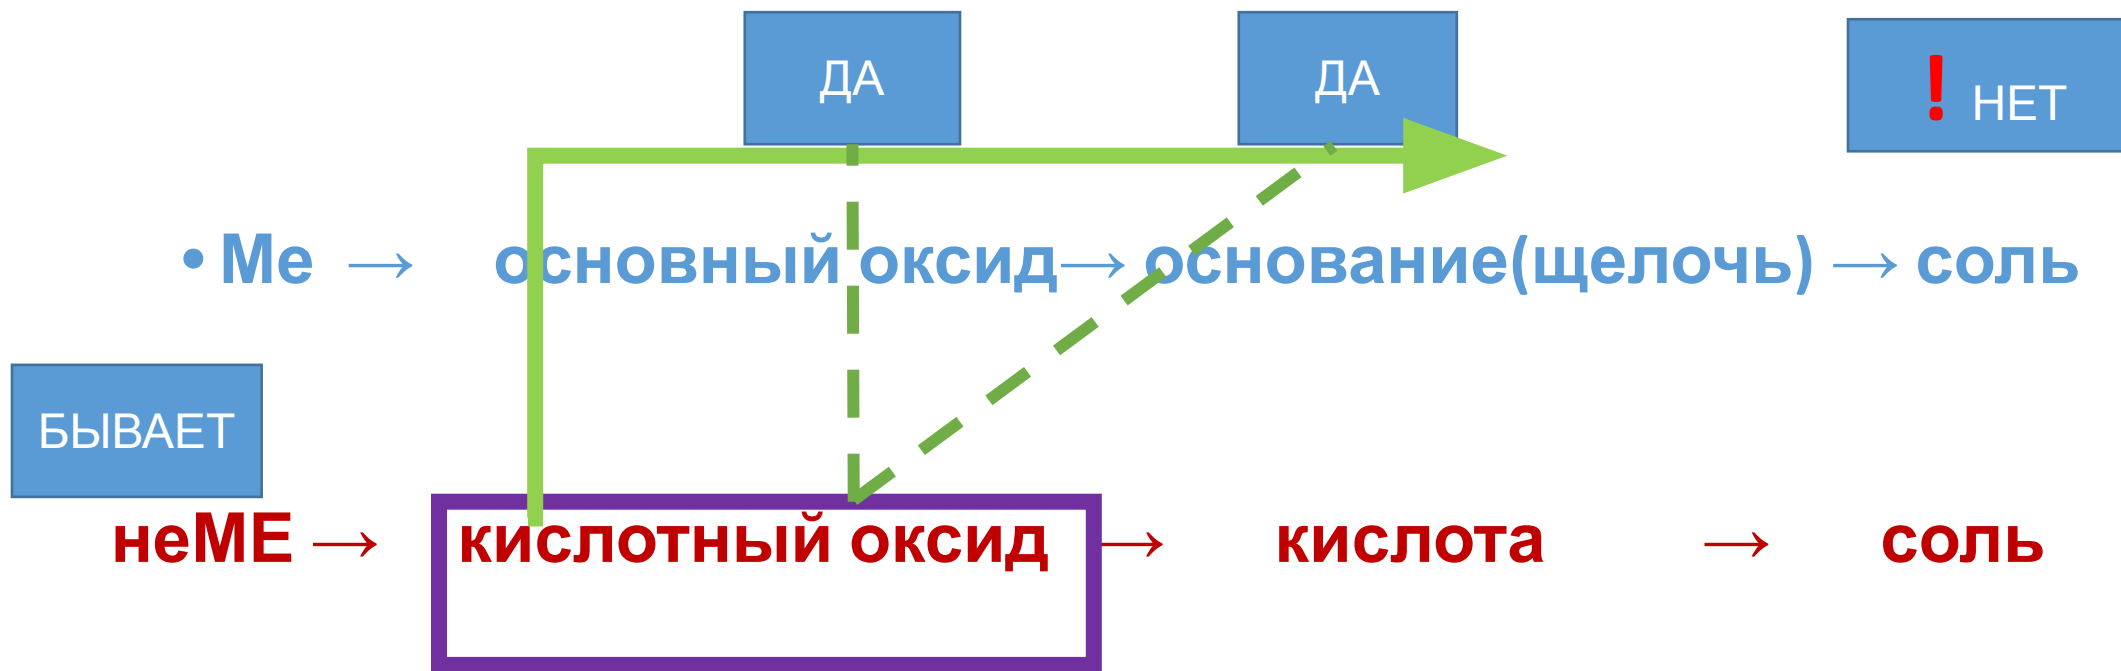 ДА ДА ! НЕТ
• Ме → основный оксид → основание(щелочь) → соль
БЫВАЕТ
неМЕ → кислотный оксид → кислота → соль